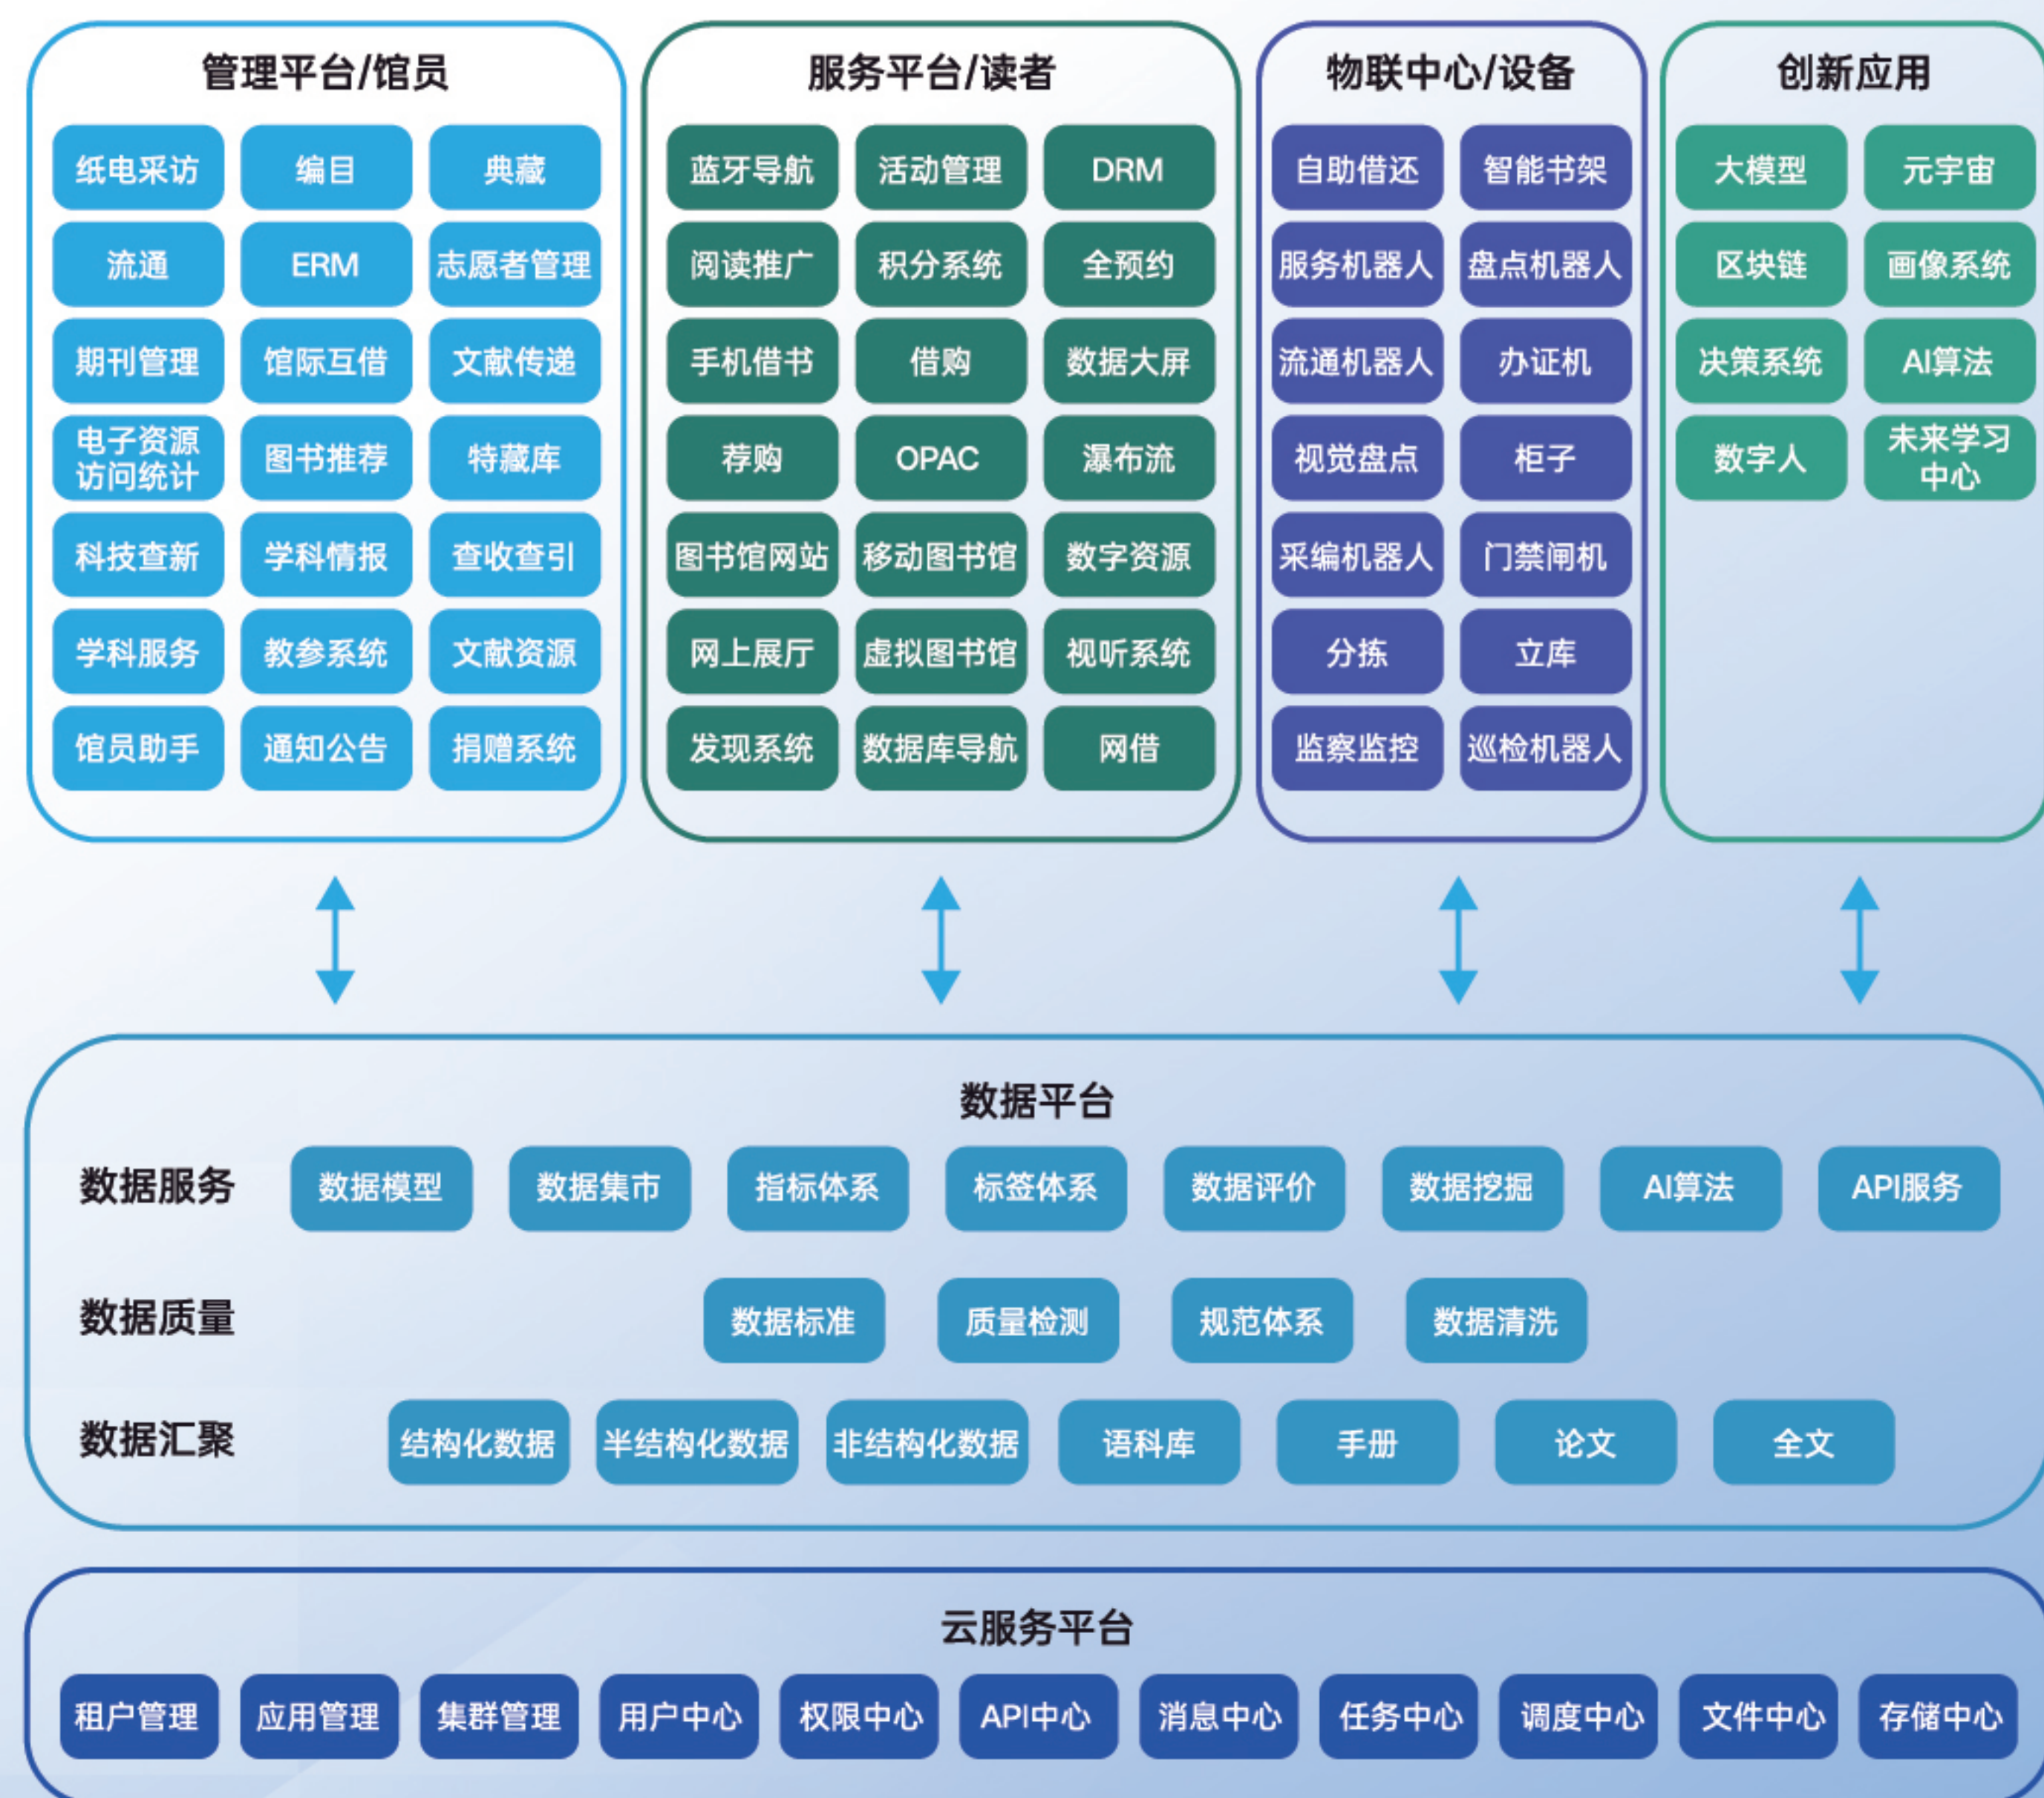 管理平台/馆员
纸电采访 编目 典藏
流通 ERM 志愿者管理
期刊管理 馆际互借 文献传递
电子资源
访问统计
图书推荐 特藏库
科技查新 学科情报 查收查引
学科服务 教参系统 文献资源
馆员助手 通知公告 捐赠系统
服务平台/读者
蓝牙导航 活动管理 DRM
阅读推广 积分系统 全预约
手机借书 借购 数据大屏
荐购 OPAC 瀑布流
图书馆网站 移动图书馆 数字资源
网上展厅 虚拟图书馆 视听系统
发现系统 数据库导航 网借
物联中心/设备
自助借还 智能书架
服务机器人 盘点机器人
流通机器人 办证机
视觉盘点 柜子
采编机器人 门禁闸机
分拣 立库
监察监控 巡检机器人
创新应用
大模型 元宇宙
区块链 画像系统
决策系统 AI算法
数字人
未来学习
中心
数据平台
数据服务 数据模型 数据集市 指标体系 标签体系 数据评价 数据挖掘 AI算法 API服务
数据质量 数据标准 质量检测 规范体系 数据清洗
数据汇聚 结构化数据 半结构化数据 非结构化数据 语科库 手册 论文 全文
云服务平台
租户管理 应用管理 集群管理 用户中心 权限中心 API中心 消息中心 任务中心 调度中心 文件中心 存储中心